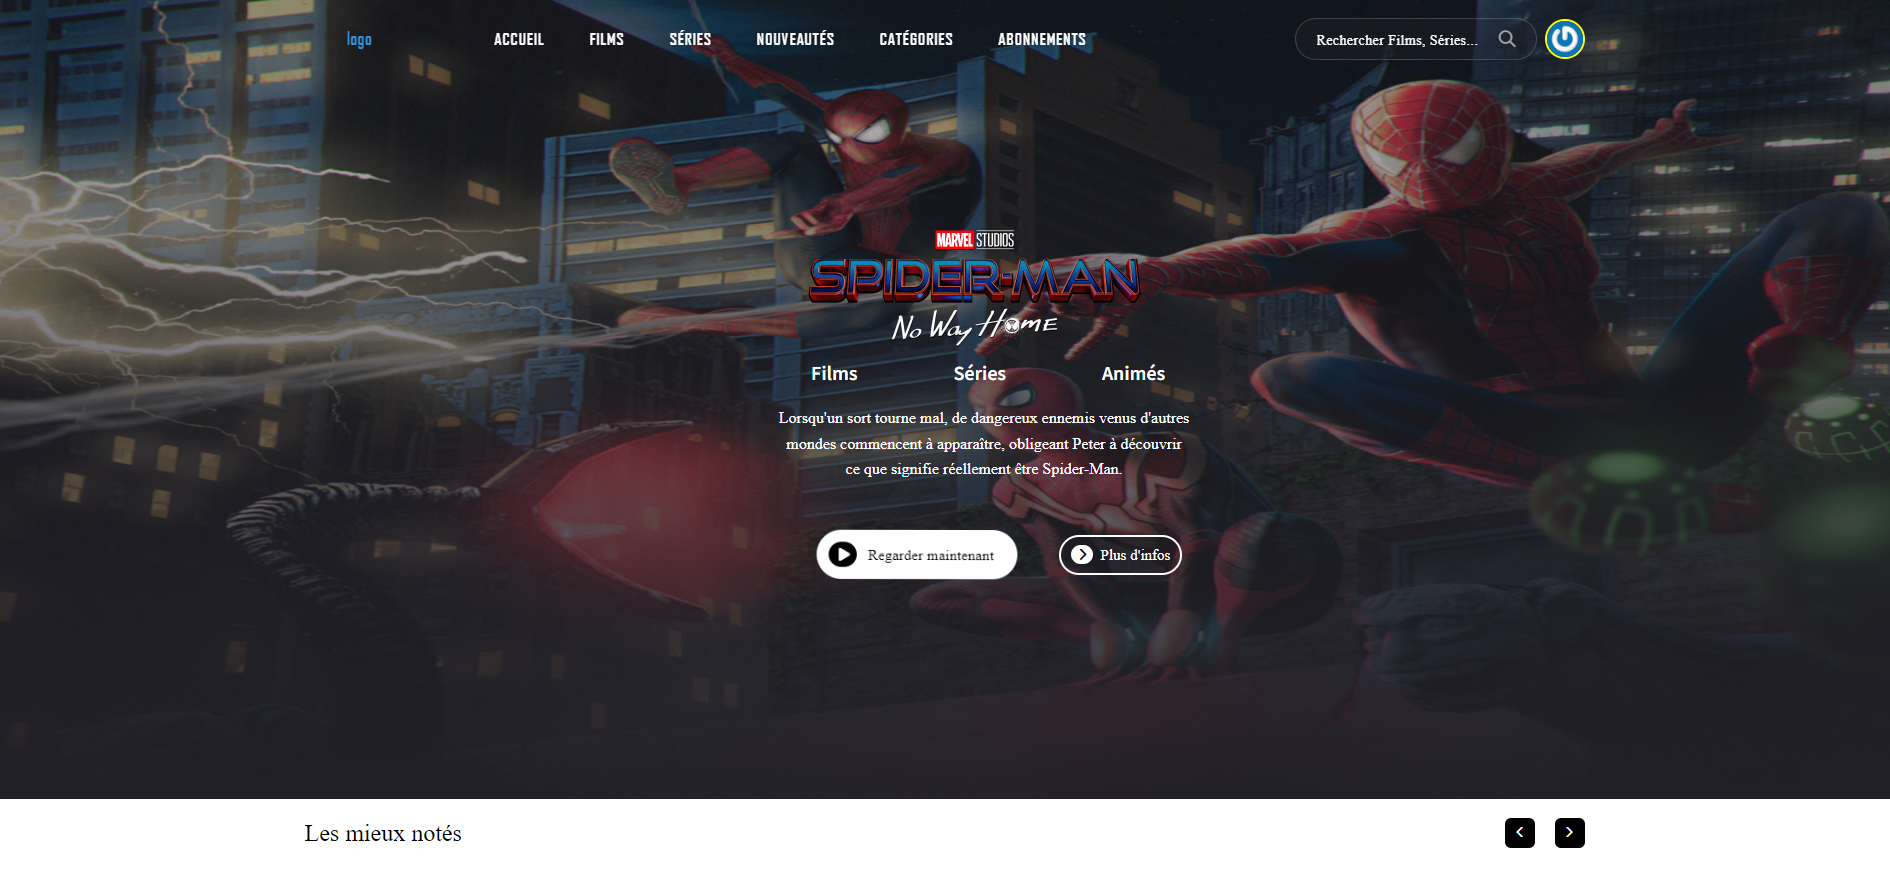 logo
ACCUEIL
FILMS
SÉRIES
NOUVEAUTÉS
CATÉGORIES
ABONNEMENTS
Rechercher Films, Séries...
MARVEL STUDIOS
SPIDER-MAN
No Way Home
Films
Séries
Animés
Lorsqu'un sort tourne mal, de dangereux ennemis venus d'autres
mondes commencent à apparaître, obligeant Peter à découvrir
ce que signifie réellement être Spider-Man.
Regarder maintenant
Plus d'infos
Les mieux notés